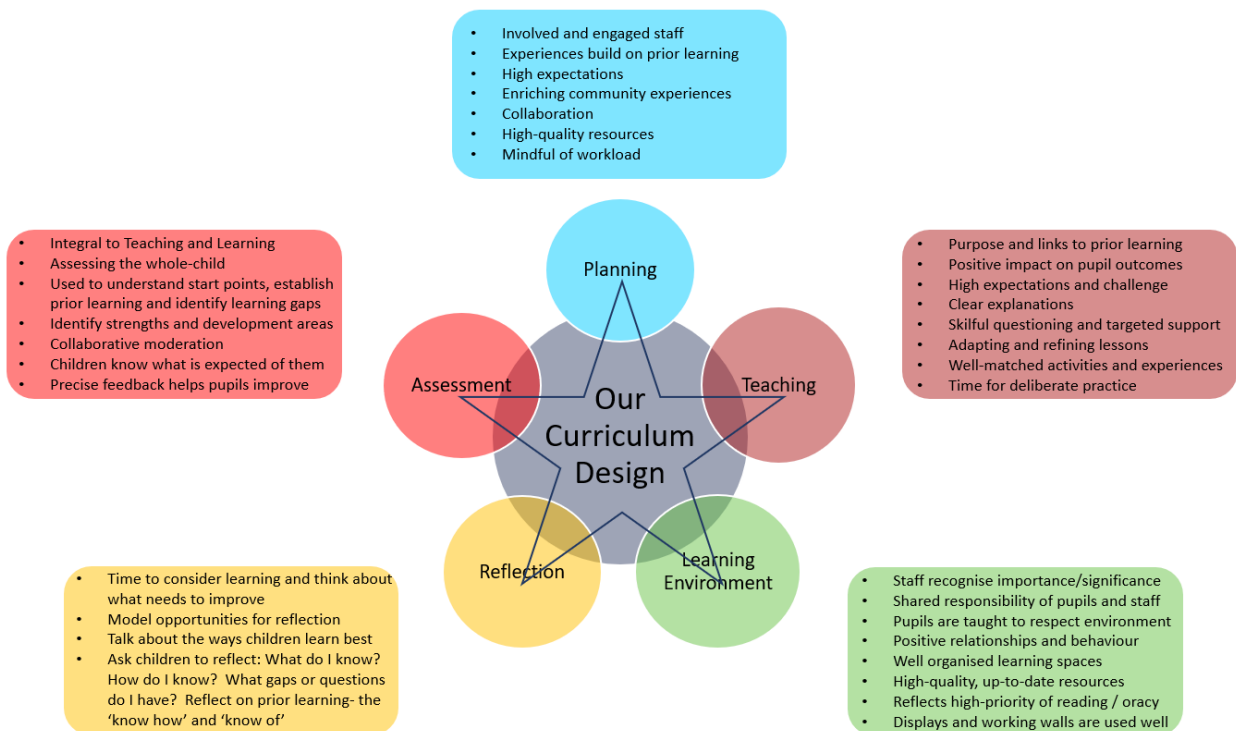 • Involved and engaged staff
• Experiences build on prior learning
• High expectations
• Enriching community experiences
• Collaboration
• High-quality resources
• Mindful of workload
Planning
• Integral to Teaching and Learning
• Assessing the whole-child
• Used to understand start points, establish
prior learning and identify learning gaps
• Identify strengths and development areas
• Collaborative moderation
• Children know what is expected of them
• Precise feedback helps pupils improve
Assessment
Our
Curriculum
Design
Teaching
• Purpose and links to prior learning
• Positive impact on pupil outcomes
• High expectations and challenge
• Clear explanations
• Skilful questioning and targeted support
• Adapting and refining lessons
• Well-matched activities and experiences
• Time for deliberate practice
• Time to consider learning and think about
what needs to improve
• Model opportunities for reflection
• Talk about the ways children learn best
• Ask children to reflect: What do I know?
How do I know? What gaps or questions
do I have? Reflect on prior learning- the
‘know how’ and ‘know of’
Reflection
Learning
Environment
• Staff recognise importance/significance
• Shared responsibility of pupils and staff
• Pupils are taught to respect environment
• Positive relationships and behaviour
• Well organised learning spaces
• High-quality, up-to-date resources
• Reflects high-priority of reading / oracy
• Displays and working walls are used well